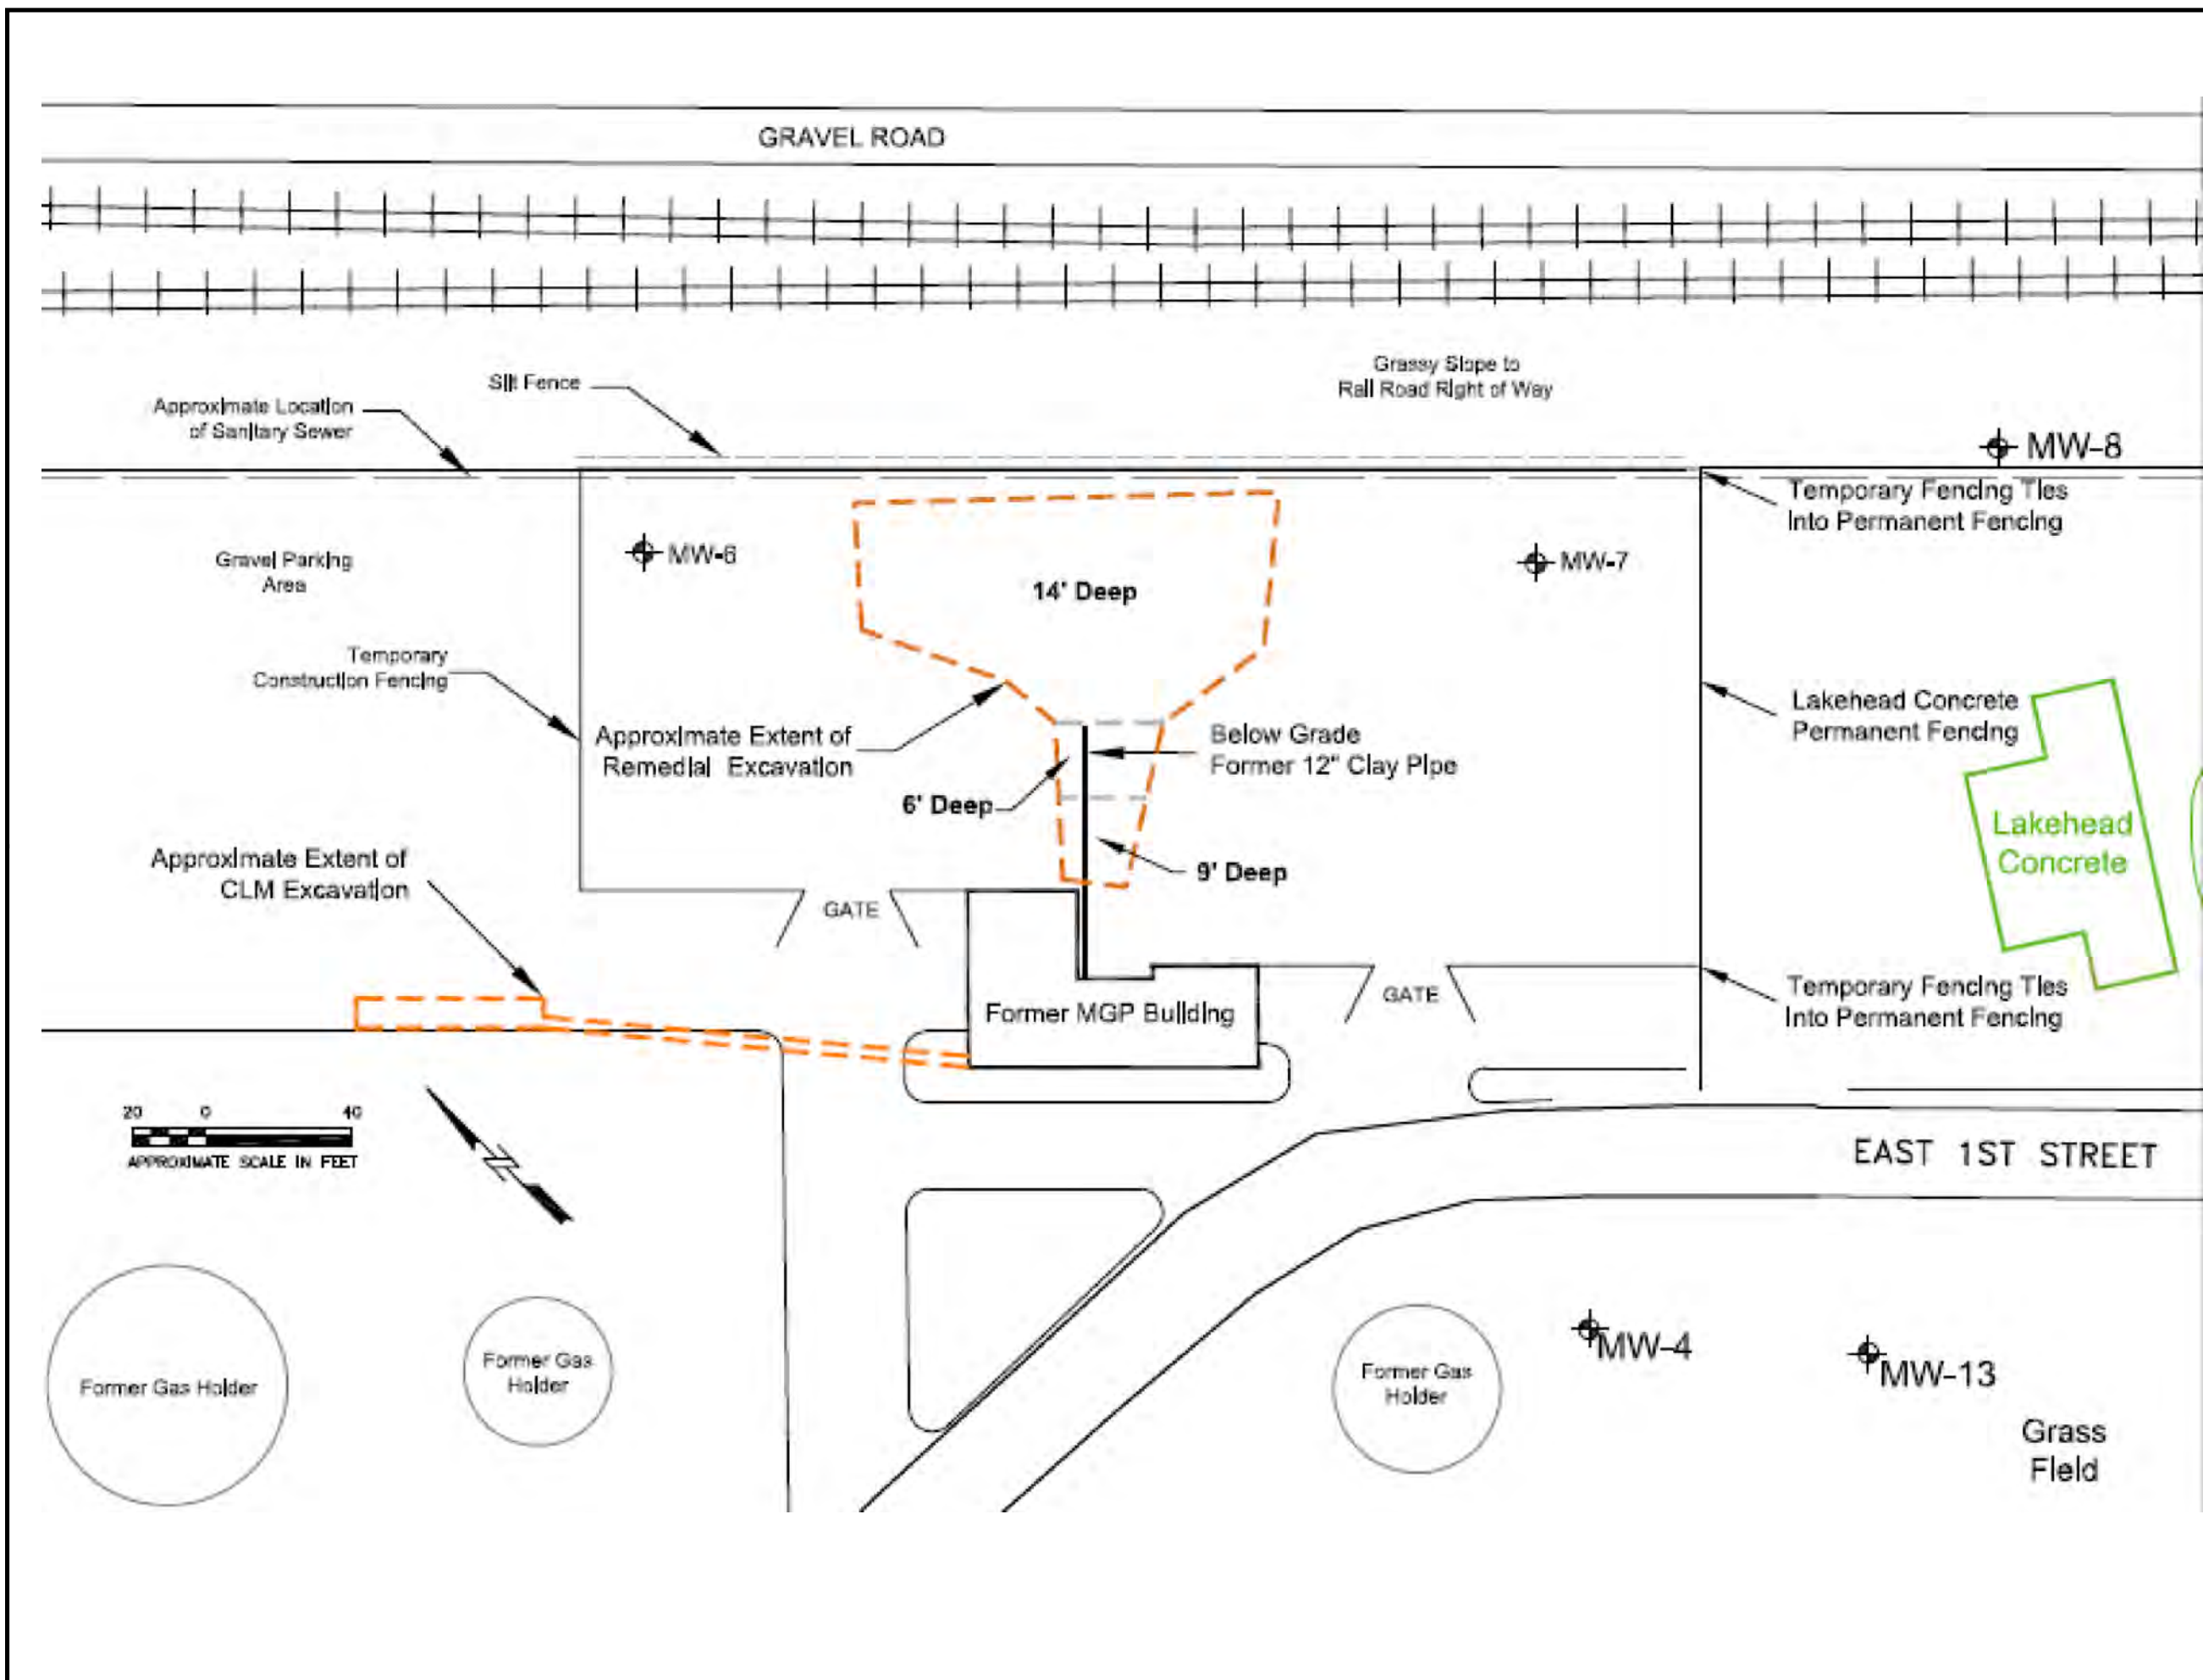 GRAVEL ROAD
Silt Fence
Grassy Slope to
Rail Road Right of Way
Approximate Location
of Sanitary Sewer
MW-8
Temporary Fencing Ties
Into Permanent Fencing
Gravel Parking
Area
MW-6
MW-7
14' Deep
Temporary
Construction Fencing
Lakehead Concrete
Permanent Fencing
Approximate Extent of
Remedial Excavation
Below Grade
Former 12" Clay Pipe
6' Deep
Lakehead
Concrete
Approximate Extent of
CLM Excavation
9' Deep
GATE
GATE
Former MGP Building
Temporary Fencing Ties
Into Permanent Fencing
20 0 40
APPROXIMATE SCALE IN FEET
N
EAST 1ST STREET
Former Gas Holder
Former Gas
Holder
Former Gas
Holder
MW-4
MW-13
Grass
Field